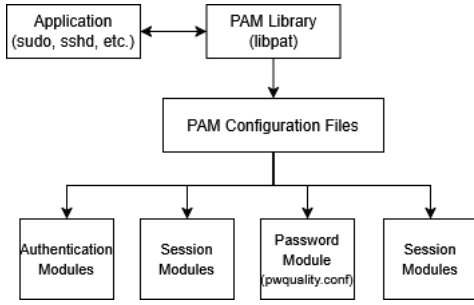 Application
(sudo, sshd, etc.)
PAM Library
(libpat)
PAM Configuration Files
Authentication
Modules
Session
Modules
Password
Module
(pwquality.conf)
Session
Modules